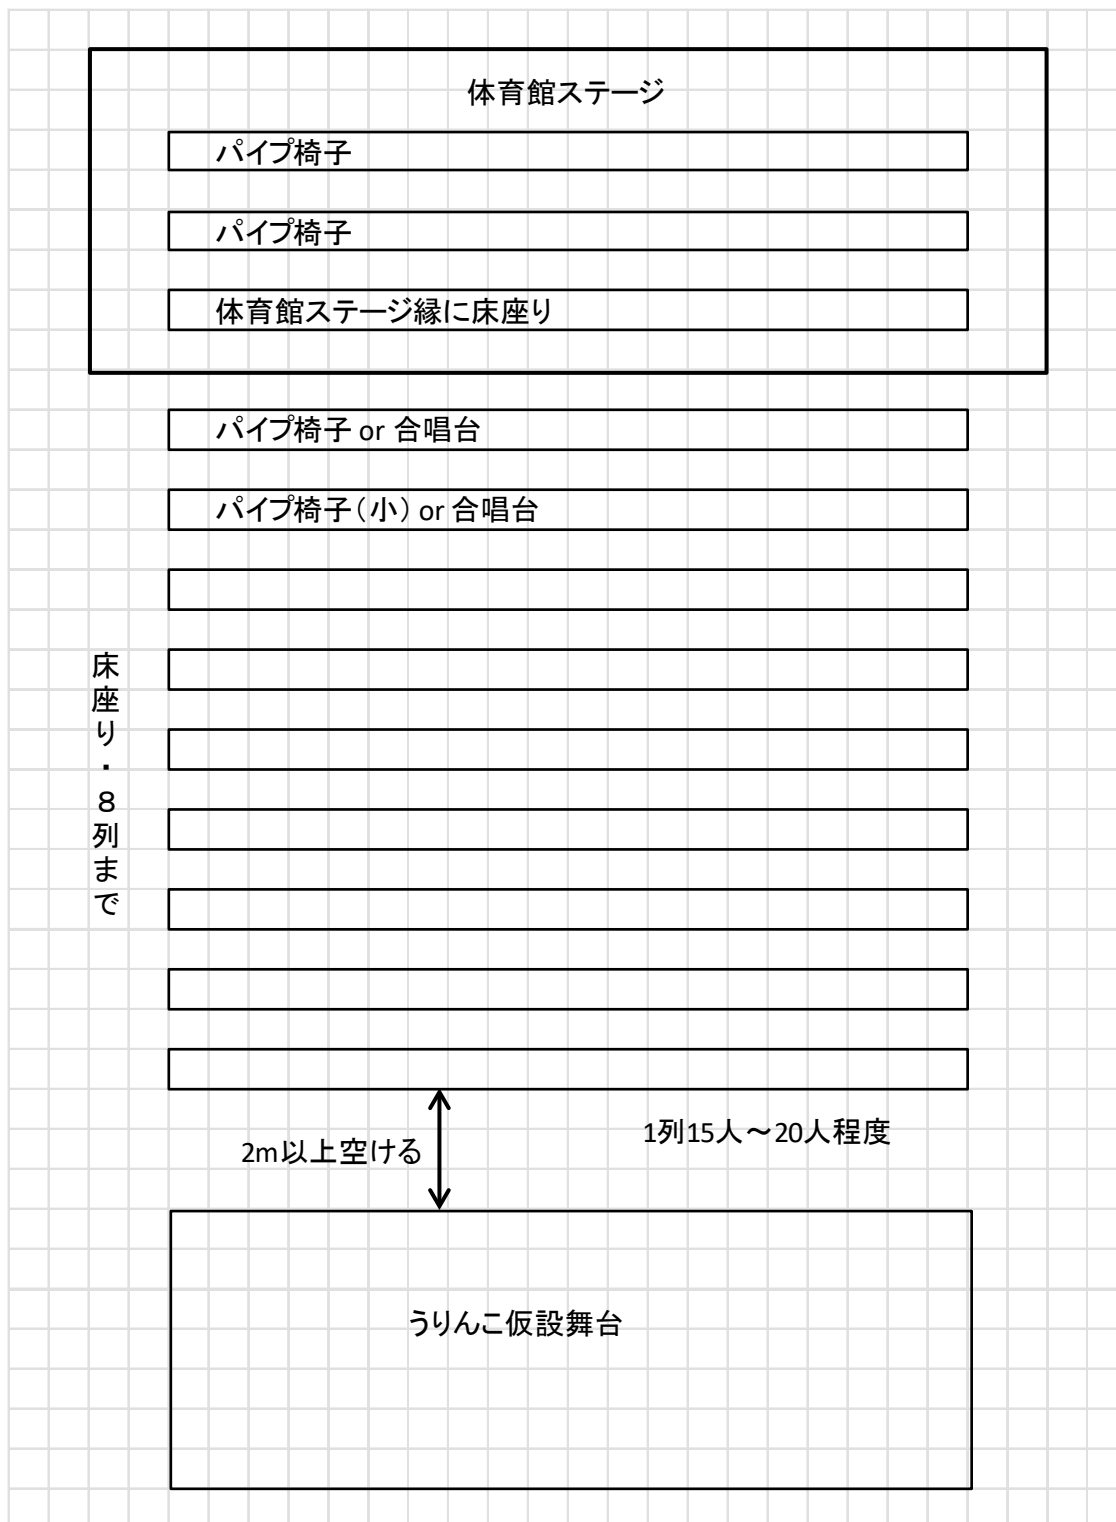 体育館ステージ
パイプ椅子
パイプ椅子
体育館ステージ縁に床座り
パイプ椅子 or 合唱台
パイプ椅子（小） or 合唱台
床座り・８列まで
1列15人～20人程度
2m以上空ける
うりんこ仮設舞台